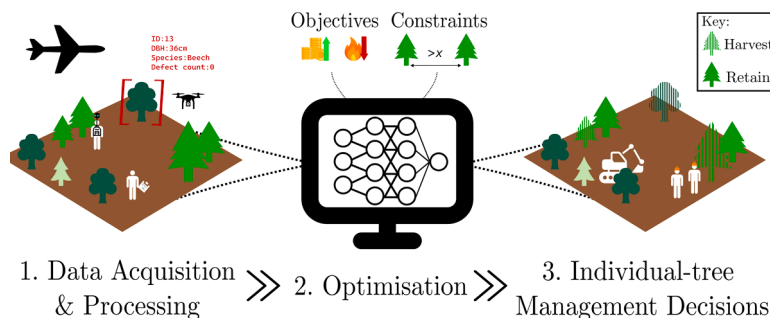 Objectives
Constraints
Key:
Harvest
Retain
ID:13
DBH:36cm
Species:Beech
Defect count:0
>x
1. Data Acquisition
& Processing
2. Optimisation
3. Individual-tree
Management Decisions